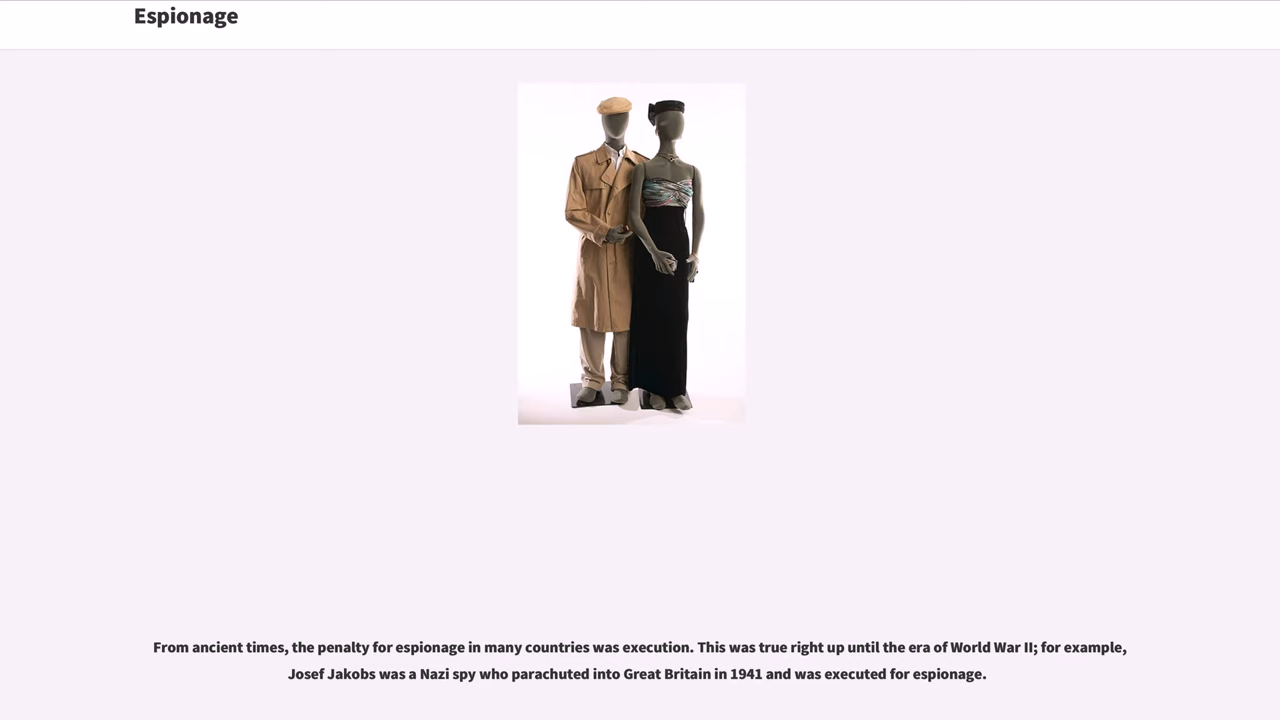 Espionage
From ancient times, the penalty for espionage in many countries was execution. This was true right up until the era of World War II; for example,
Josef Jakobs was a Nazi spy who parachuted into Great Britain in 1941 and was executed for espionage.